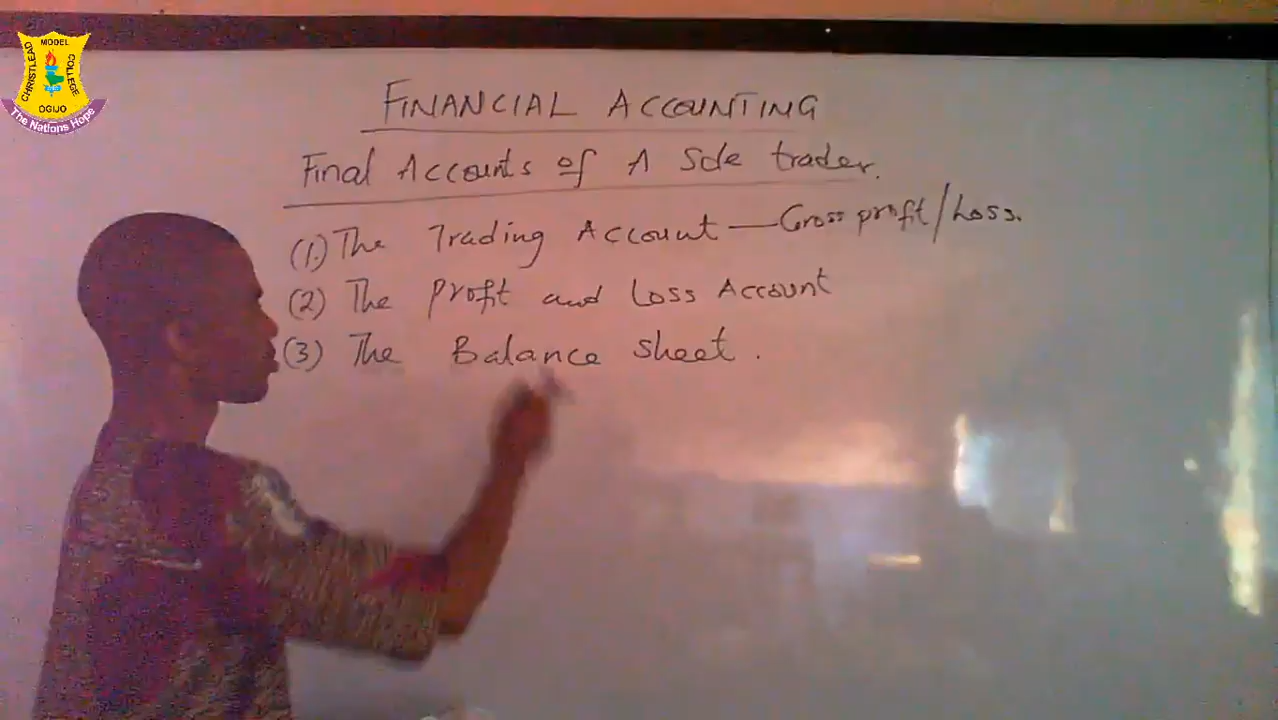 MODEL
CHRISTLEAD
COLLEGE
OGIJO
The Nations Hope
FINANCIAL ACCOUNTING
Final Accounts of A Sole trader.
(1.) The Trading Account — Gross profit/Loss.
(2) The Profit and Loss Account
(3) The Balance Sheet.